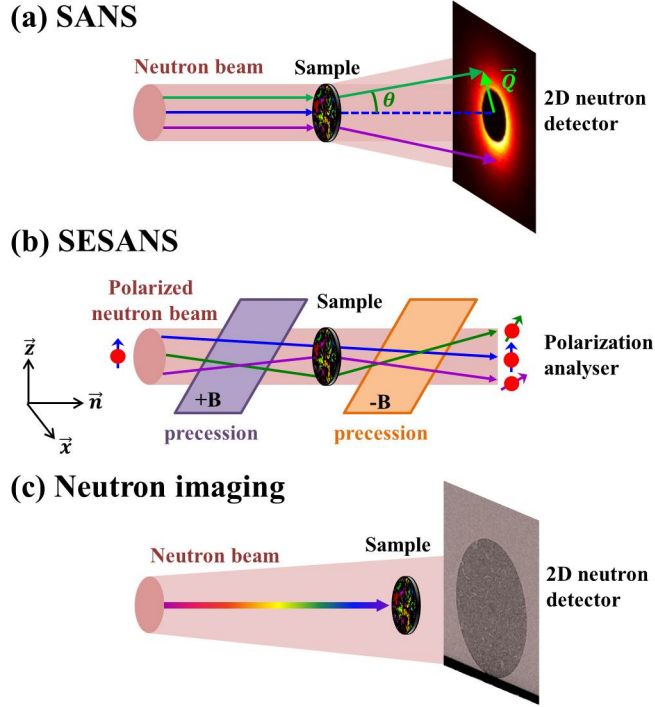 (a) SANS
Neutron beam
Sample
θ
Q⃗
2D neutron
detector
(b) SESANS
Polarized
neutron beam
Sample
Polarization
analyser
z⃗
n⃗
x⃗
+B
-B
precession
precession
(c) Neutron imaging
Neutron beam
Sample
2D neutron
detector